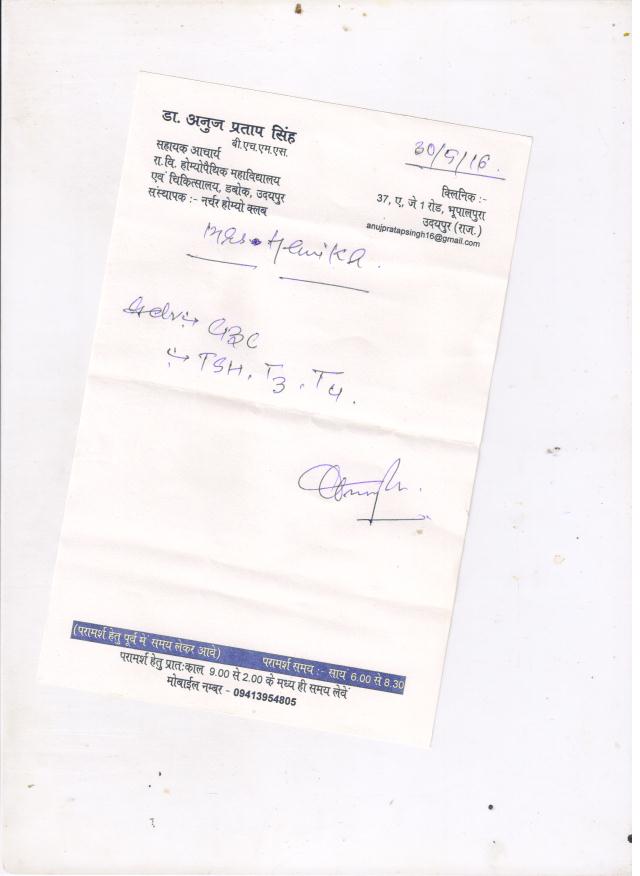 डा. अनुज प्रताप सिंह
बी.एच.एम.एस.
सहायक आचार्य
रा.वि. होम्योपैथिक महाविद्यालय
एवं चिकित्सालय, डबोक, उदयपुर
संस्थापक :- नर्चर होम्यो क्लब
30/5/16
क्लिनिक :-
37, ए, जे 1 रोड, भूपालपुरा
उदयपुर (राज.)
anujpratapsingh16@gmail.com
Mrs.
Adv → CBC
→ TSH, T3, T4.
(परामर्श हेतु पूर्व में समय लेकर आवे) परामर्श समय :- साय 6.00 से 8.30
परामर्श हेतु प्रात:काल 9.00 से 2.00 के मध्य ही समय लेवें
मोबाईल नम्बर - 09413954805